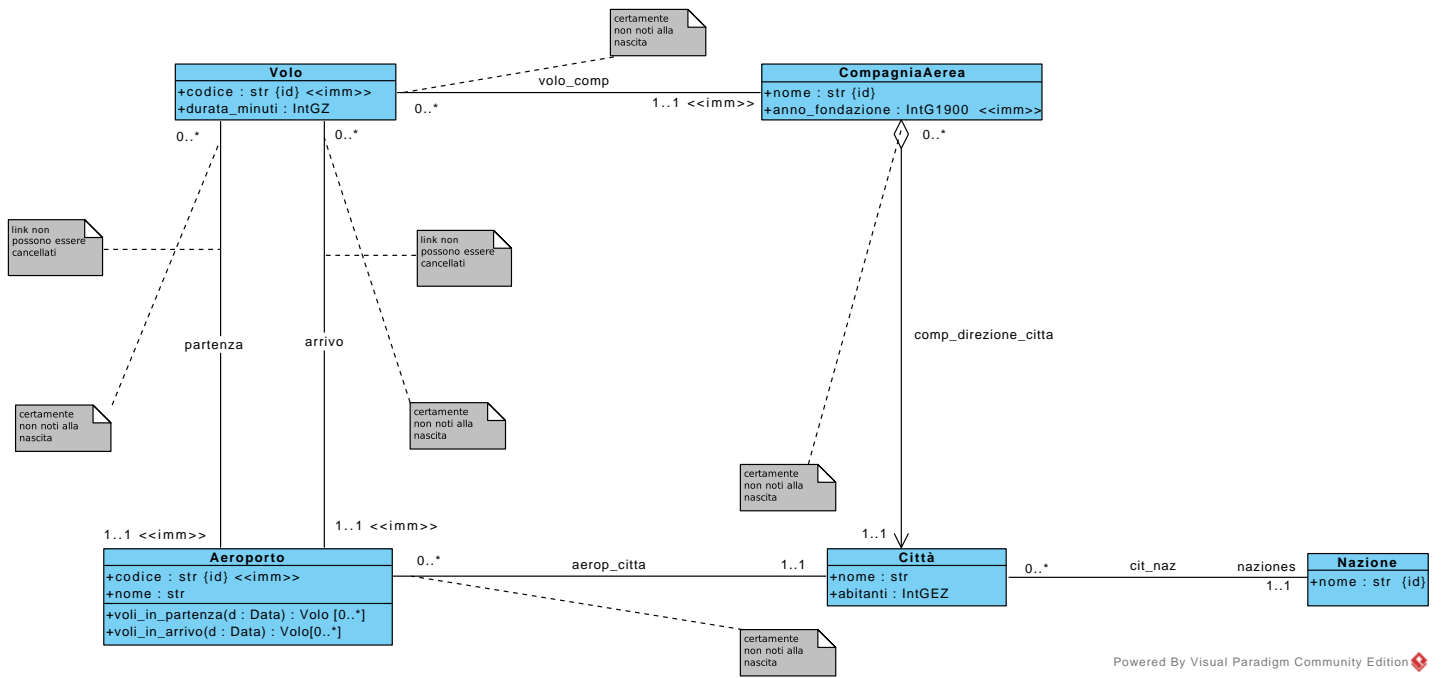 certamente
non noti alla
nascita
Volo
+codice : str {id} <<imm>>
+durata_minuti : IntGZ
volo_comp
0..*
1..1 <<imm>>
CompagniaAerea
+nome : str {id}
+anno_fondazione : IntG1900 <<imm>>
0..*
0..*
0..*
link non
possono essere
cancellati
link non
possono essere
cancellati
partenza
arrivo
comp_direzione_citta
certamente
non noti alla
nascita
certamente
non noti alla
nascita
certamente
non noti alla
nascita
1..1 <<imm>>
1..1 <<imm>>
1..1
Aeroporto
+codice : str {id} <<imm>>
+nome : str
+voli_in_partenza(d : Data) : Volo [0..*]
+voli_in_arrivo(d : Data) : Volo[0..*]
0..*
aerop_citta
1..1
Città
+nome : str
+abitanti : IntGEZ
0..*
cit_naz
naziones
1..1
Nazione
+nome : str {id}
certamente
non noti alla
nascita
Powered By Visual Paradigm Community Edition